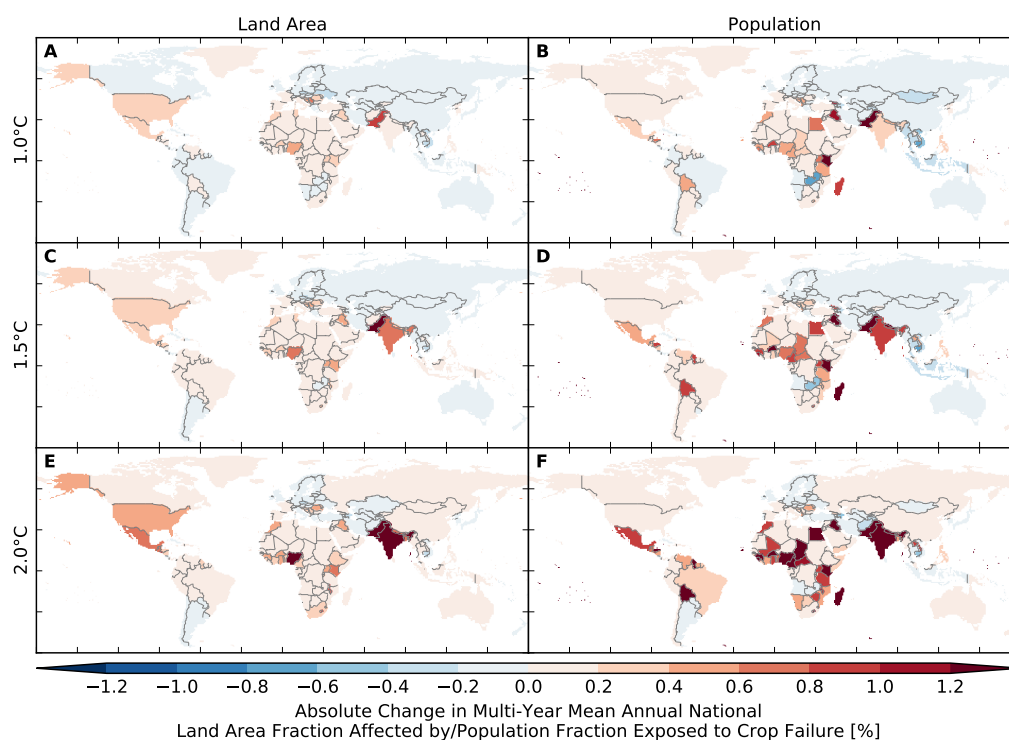 Land Area
Population
A
B
1.0°C
C
D
1.5°C
E
F
2.0°C
−1.2 −1.0 −0.8 −0.6 −0.4 −0.2 0.0 0.2 0.4 0.6 0.8 1.0 1.2
Absolute Change in Multi-Year Mean Annual National
Land Area Fraction Affected by/Population Fraction Exposed to Crop Failure [%]